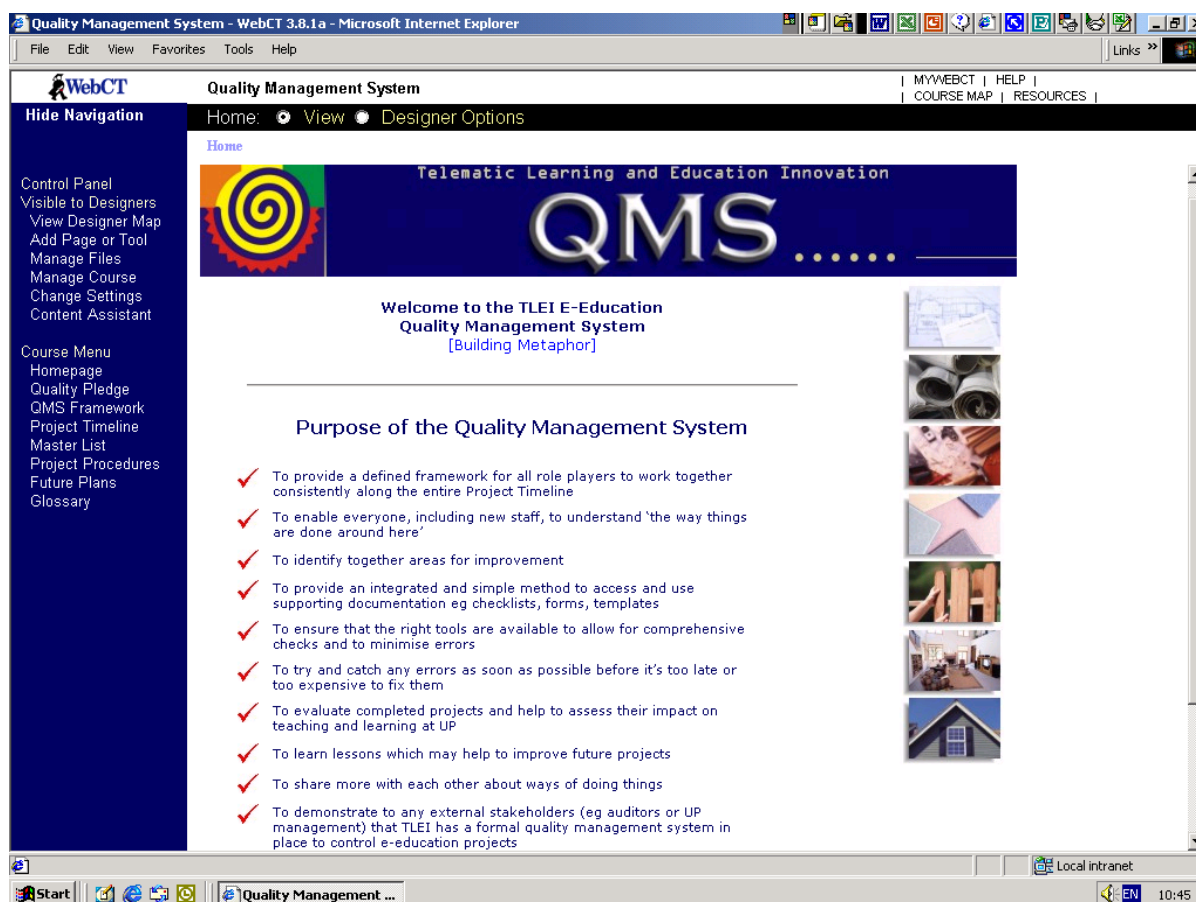 Quality Management System - WebCT 3.8.1a - Microsoft Internet Explorer
File Edit View Favorites Tools Help
Links »
WebCT
Quality Management System
| MYWEBCT | HELP |
| COURSE MAP | RESOURCES |
Hide Navigation
Home: View Designer Options
Home
Control Panel
Visible to Designers
View Designer Map
Add Page or Tool
Manage Files
Manage Course
Change Settings
Content Assistant
Course Menu
Homepage
Quality Pledge
QMS Framework
Project Timeline
Master List
Project Procedures
Future Plans
Glossary
Telematic Learning and Education Innovation
QMS......
Welcome to the TLEI E-Education
Quality Management System
[Building Metaphor]
Purpose of the Quality Management System
To provide a defined framework for all role players to work together
consistently along the entire Project Timeline
To enable everyone, including new staff, to understand ‘the way things
are done around here’
To identify together areas for improvement
To provide an integrated and simple method to access and use
supporting documentation eg checklists, forms, templates
To ensure that the right tools are available to allow for comprehensive
checks and to minimise errors
To try and catch any errors as soon as possible before it's too late or
too expensive to fix them
To evaluate completed projects and help to assess their impact on
teaching and learning at UP
To learn lessons which may help to improve future projects
To share more with each other about ways of doing things
To demonstrate to any external stakeholders (eg auditors or UP
management) that TLEI has a formal quality management system in
place to control e-education projects
Local intranet
Start
Quality Management ...
EN
10:45